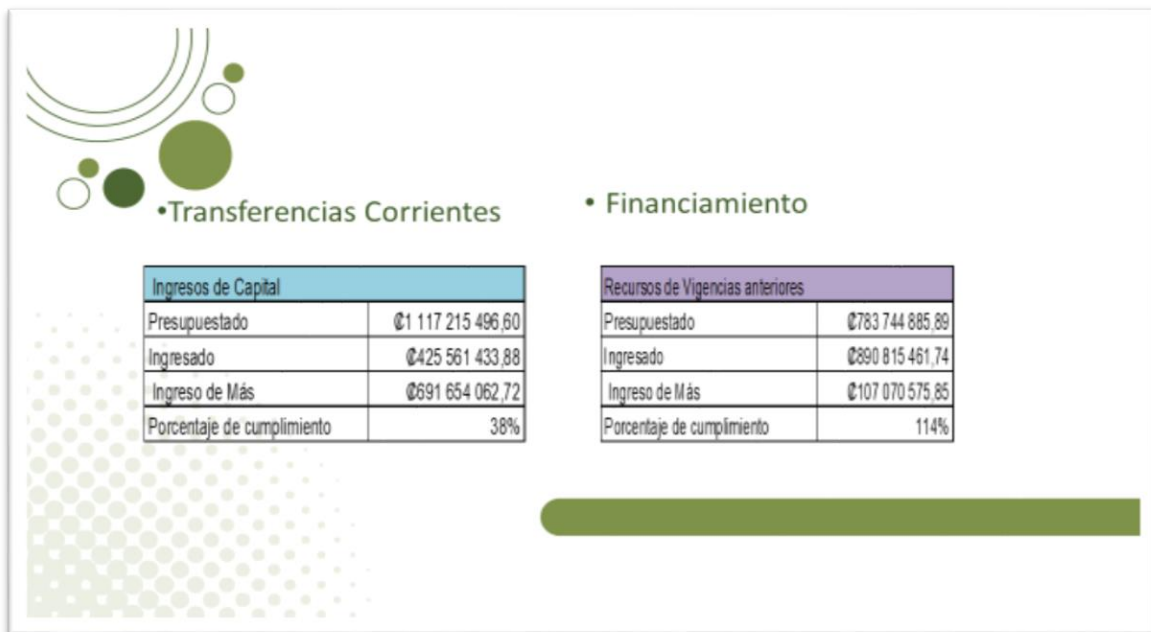 •Transferencias Corrientes
Ingresos de Capital
Presupuestado ₡1 117 215 496,60
Ingresado ₡425 561 433,88
Ingreso de Más ₡691 654 062,72
Porcentaje de cumplimiento 38%
• Financiamiento
Recursos de Vigencias anteriores
Presupuestado ₡783 744 885,89
Ingresado ₡890 815 461,74
Ingreso de Más ₡107 070 575,85
Porcentaje de cumplimiento 114%